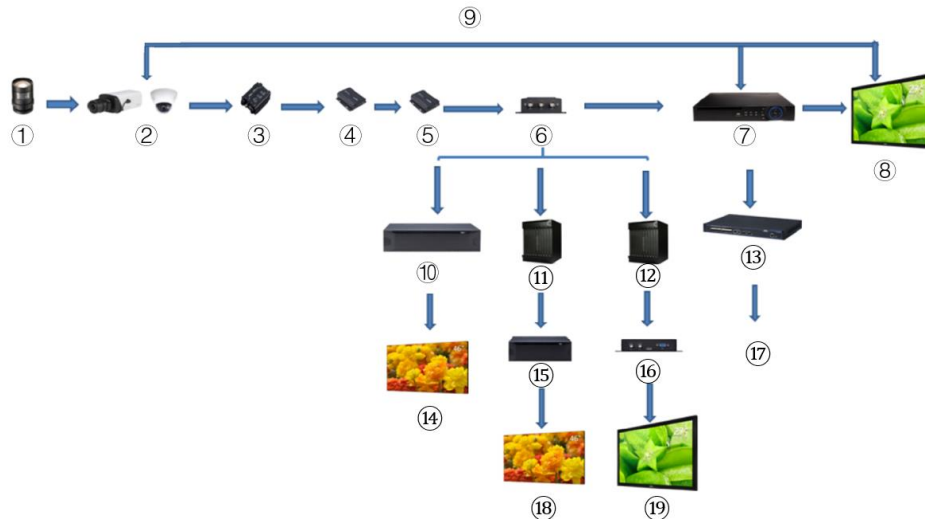 ⑨
① ② ③ ④ ⑤ ⑥ ⑦ ⑧
⑩ ⑪ ⑫ ⑬
⑭ ⑮ ⑯ ⑰
⑱ ⑲